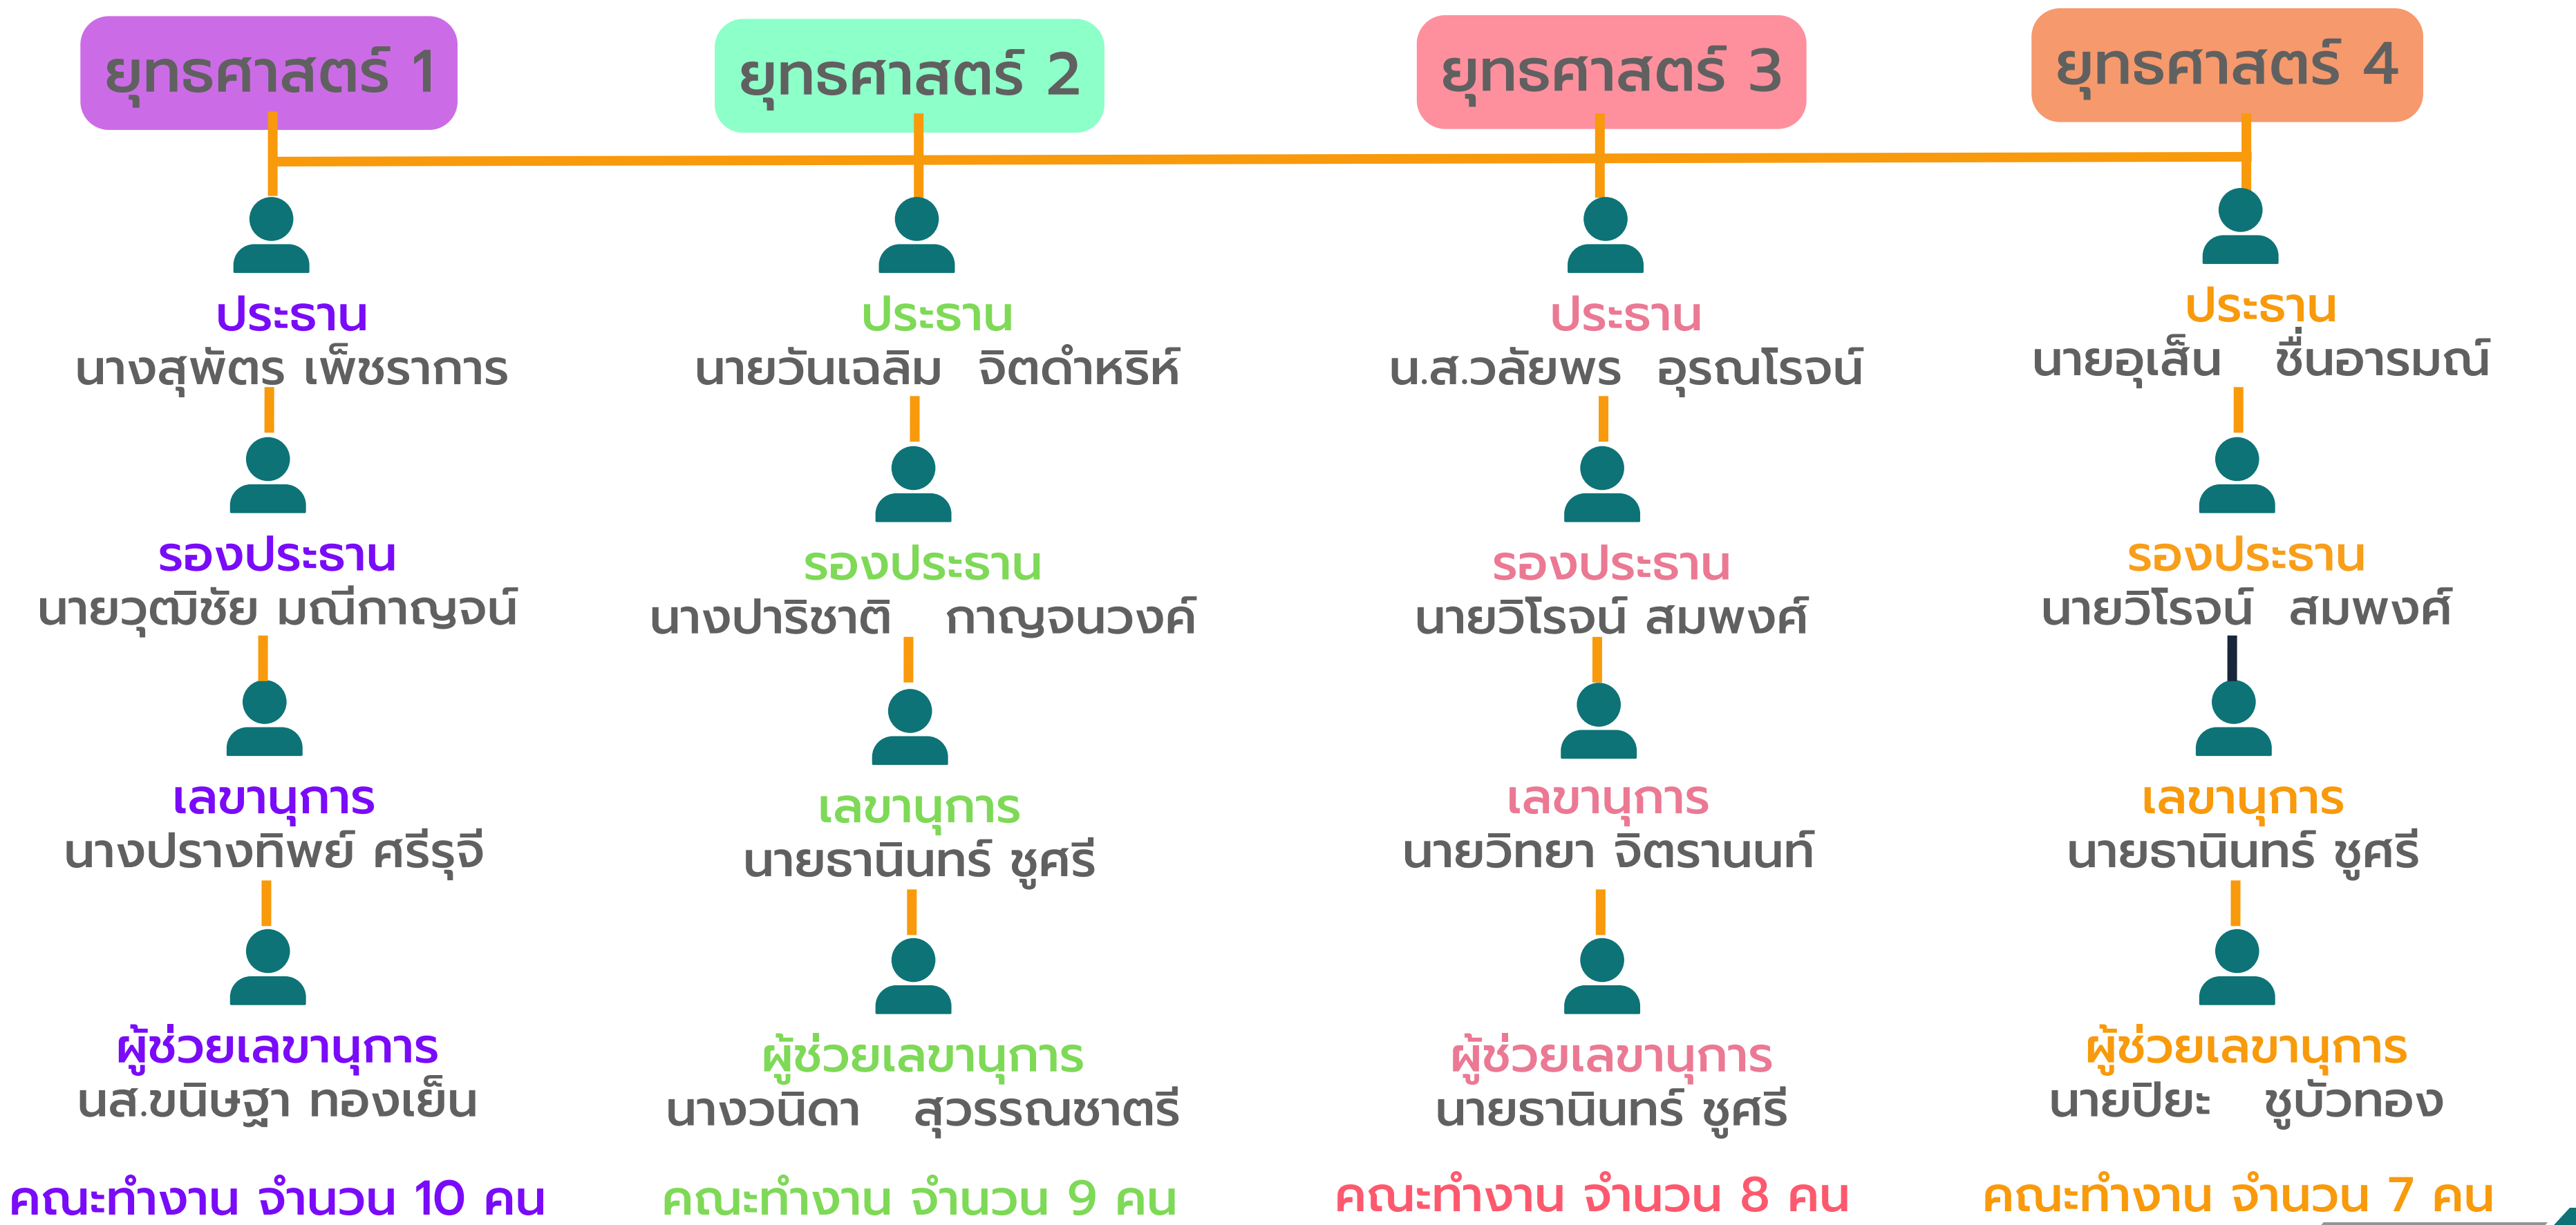 ยุทธศาสตร์ 1
ประธาน
นางสุพัตร เพ็ชราการ
รองประธาน
นายวุฒิชัย มณีกาญจน์
เลขานุการ
นางปรางทิพย์ ศรีรุจี
ผู้ช่วยเลขานุการ
นส.ขนิษฐา ทองเย็น
คณะทำงาน จำนวน 10 คน
ยุทธศาสตร์ 2
ประธาน
นายวันเฉลิม จิตดำหริห์
รองประธาน
นางปาริชาติ กาญจนวงค์
เลขานุการ
นายธานินทร์ ชูศรี
ผู้ช่วยเลขานุการ
นางวนิดา สุวรรณชาตรี
คณะทำงาน จำนวน 9 คน
ยุทธศาสตร์ 3
ประธาน
น.ส.วลัยพร อุรณโรจน์
รองประธาน
นายวิโรจน์ สมพงศ์
เลขานุการ
นายวิทยา จิตรานนท์
ผู้ช่วยเลขานุการ
นายธานินทร์ ชูศรี
คณะทำงาน จำนวน 8 คน
ยุทธศาสตร์ 4
ประธาน
นายอุเส็น ชื่นอารมณ์
รองประธาน
นายวิโรจน์ สมพงศ์
เลขานุการ
นายธานินทร์ ชูศรี
ผู้ช่วยเลขานุการ
นายปิยะ ชูบัวทอง
คณะทำงาน จำนวน 7 คน